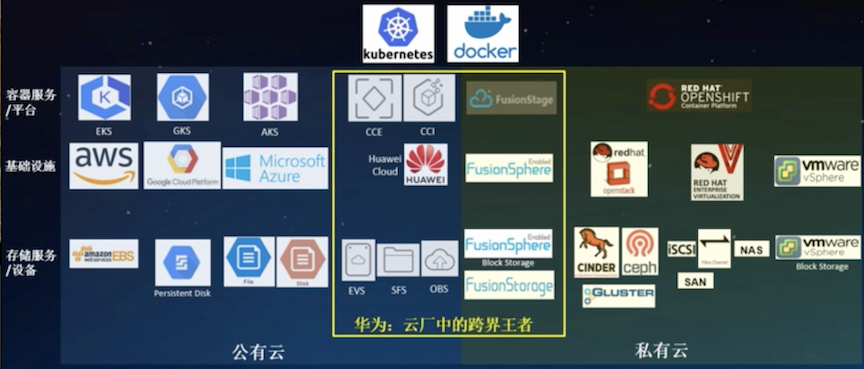 kubernetes
docker
容器服务
/平台
EKS
GKS
AKS
CCE
CCI
FusionStage
RED HAT
OPENSHIFT
Container Platform
基础设施
aws
Google Cloud Platform
Microsoft
Azure
Huawei
Cloud
HUAWEI
Enabled
FusionSphere
redhat
openstack
RED HAT
ENTERPRISE
VIRTUALIZATION
vmware
vSphere
存储服务
/设备
amazon
webservices
EBS
Persistent Disk
File
Disk
EVS
SFS
OBS
Enabled
FusionSphere
Block Storage
FusionStorage
CINDER
ceph
iSCSI
Fibre Channel
NAS
SAN
GLUSTER
vmware
vSphere
Block Storage
华为：云厂中的跨界王者
公有云
私有云